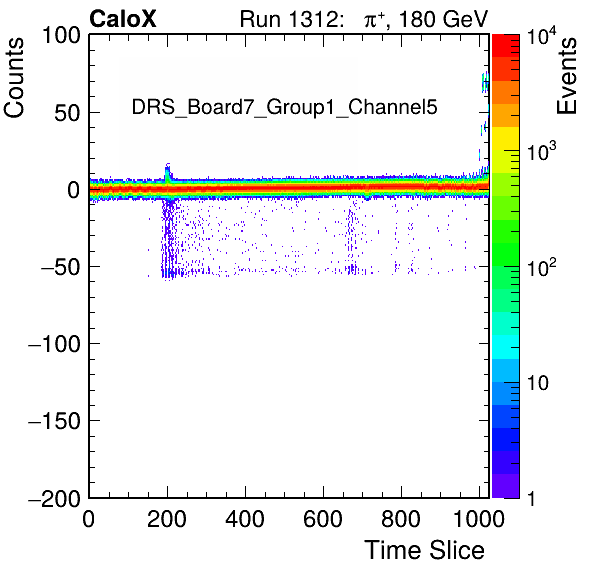 CaloX Run 1312: π⁺, 180 GeV
Counts
Events
DRS_Board7_Group1_Channel5
100
50
0
−50
−100
−150
−200
0 200 400 600 800 1000
Time Slice
10⁴
10³
10²
10
1